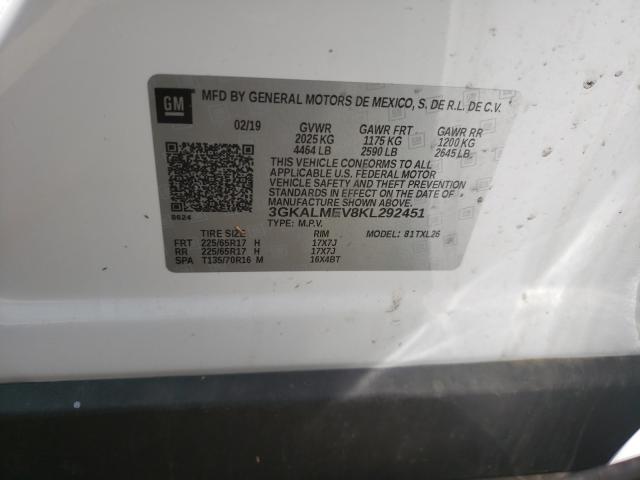 GM MFD BY GENERAL MOTORS DE MEXICO, S. DE R.L. DE C.V.
02/19 GVWR GAWR FRT GAWR RR
2025 KG 1175 KG 1200 KG
4464 LB 2590 LB 2645 LB
THIS VEHICLE CONFORMS TO ALL
APPLICABLE U.S. FEDERAL MOTOR
VEHICLE SAFETY AND THEFT PREVENTION
STANDARDS IN EFFECT ON THE DATE OF
MANUFACTURE SHOWN ABOVE.
3GKALMEV8KL292451
8624 TYPE: M.P.V.
TIRE SIZE RIM MODEL: 81TXL26
FRT 225/65R17 H 17X7J
RR 225/65R17 H 17X7J
SPA T135/70R16 M 16X4BT